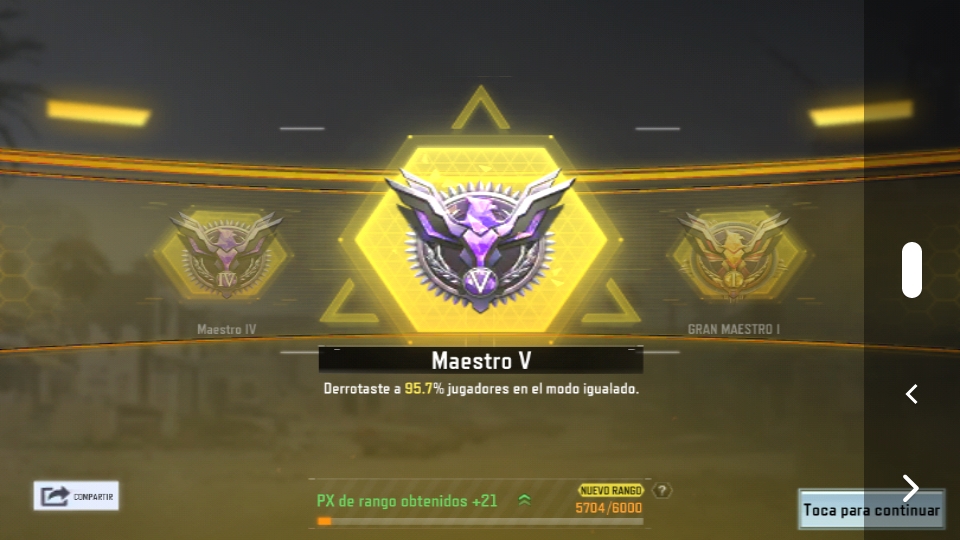 IV
V
I
Maestro IV
GRAN MAESTRO I
Maestro V
Derrotaste a 95.7% jugadores en el modo igualado.
COMPARTIR
PX de rango obtenidos +21
NUEVO RANGO
?
5704/6000
Toca para continuar